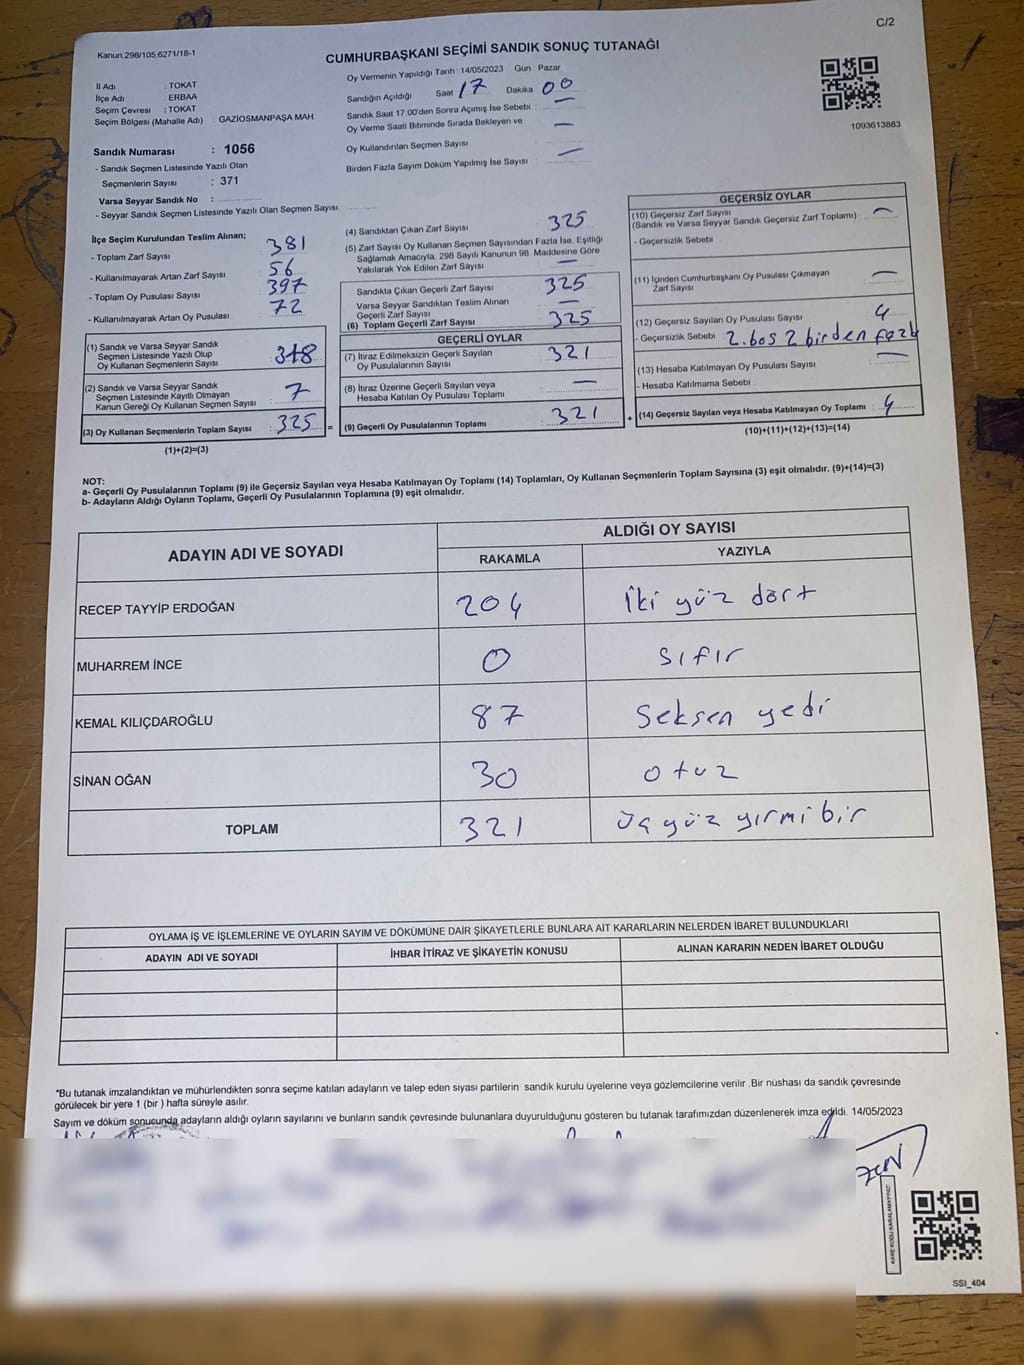 C/2
Kanun:298/105,6271/18-1
CUMHURBAŞKANI SEÇİMİ SANDIK SONUÇ TUTANAĞI
İl Adı : TOKAT
İlçe Adı : ERBAA
Seçim Çevresi : TOKAT
Seçim Bölgesi (Mahalle Adı) : GAZİOSMANPAŞA MAH.
Oy Vermenin Yapıldığı Tarih : 14/05/2023 Gün : Pazar
Sandığın Açıldığı Saat 17 Dakika 00
Sandık Saat 17:00'den Sonra Açımış İse Sebebi : —
Oy Verme Saati Bitiminde Sırada Bekleyen ve
Oy Kullandırılan Seçmen Sayısı : —
Birden Fazla Sayım Döküm Yapılmış İse Sayısı : —
1093613883
Sandık Numarası : 1056
- Sandık Seçmen Listesinde Yazılı Olan
Seçmenlerin Sayısı : 371
Varsa Seyyar Sandık No :
- Seyyar Sandık Seçmen Listesinde Yazılı Olan Seçmen Sayısı:
İlçe Seçim Kurulundan Teslim Alınan;
- Toplam Zarf Sayısı : 381
- Kullanılmayarak Artan Zarf Sayısı : 56
- Toplam Oy Pusulası Sayısı : 397
- Kullanılmayarak Artan Oy Pusulası : 72
(1) Sandık ve Varsa Seyyar Sandık
Seçmen Listesinde Yazılı Olup
Oy Kullanan Seçmenlerin Sayısı : 318
(2) Sandık ve Varsa Seyyar Sandık
Seçmen Listesinde Kayıtlı Olmayan
Kanun Gereği Oy Kullanan Seçmen Sayısı : 7
(3) Oy Kullanan Seçmenlerin Toplam Sayısı : 325 =
(1)+(2)=(3)
(4) Sandıktan Çıkan Zarf Sayısı : 325
(5) Zarf Sayısı Oy Kullanan Seçmen Sayısından Fazla İse, Eşitliği
Sağlamak Amacıyla, 298 Sayılı Kanunun 98. Maddesine Göre
Yakılarak Yok Edilen Zarf Sayısı : —
Sandıkta Çıkan Geçerli Zarf Sayısı : 325
Varsa Seyyar Sandıktan Teslim Alınan
Geçerli Zarf Sayısı : —
(6) Toplam Geçerli Zarf Sayısı : 325
GEÇERLİ OYLAR
(7) İtiraz Edilmeksizin Geçerli Sayılan
Oy Pusulalarının Sayısı : 321
(8) İtiraz Üzerine Geçerli Sayılan veya
Hesaba Katılan Oy Pusulası Toplamı : —
(9) Geçerli Oy Pusulalarının Toplamı : 321 +
GEÇERSİZ OYLAR
(10) Geçersiz Zarf Sayısı
(Sandık ve Varsa Seyyar Sandık Geçersiz Zarf Toplamı) : —
- Geçersizlik Sebebi :
(11) İçinden Cumhurbaşkanı Oy Pusulası Çıkmayan
Zarf Sayısı : —
(12) Geçersiz Sayılan Oy Pusulası Sayısı : 4
- Geçersizlik Sebebi : 2.boş 2 birden fazla
(13) Hesaba Katılmayan Oy Pusulası Sayısı : —
- Hesaba Katılmama Sebebi :
(14) Geçersiz Sayılan veya Hesaba Katılmayan Oy Toplamı : 4
(10)+(11)+(12)+(13)=(14)
NOT:
a- Geçerli Oy Pusulalarının Toplamı (9) ile Geçersiz Sayılan veya Hesaba Katılmayan Oy Toplamı (14) Toplamları, Oy Kullanan Seçmenlerin Toplam Sayısına (3) eşit olmalıdır. (9)+(14)=(3)
b- Adayların Aldığı Oyların Toplamı, Geçerli Oy Pusulalarının Toplamına (9) eşit olmalıdır.
ADAYIN ADI VE SOYADI
ALDIĞI OY SAYISI
RAKAMLA YAZIYLA
RECEP TAYYİP ERDOĞAN 204 İki yüz dört
MUHARREM İNCE 0 sıfır
KEMAL KILIÇDAROĞLU 87 seksen yedi
SİNAN OĞAN 30 otuz
TOPLAM 321 üç yüz yirmi bir
OYLAMA İŞ VE İŞLEMLERİNE VE OYLARIN SAYIM VE DÖKÜMÜNE DAİR ŞİKAYETLERLE BUNLARA AİT KARARLARIN NELERDEN İBARET BULUNDUKLARI
ADAYIN ADI VE SOYADI İHBAR İTİRAZ VE ŞİKAYETİN KONUSU ALINAN KARARIN NEDEN İBARET OLDUĞU
*Bu tutanak imzalandıktan ve mühürlendikten sonra seçime katılan adayların ve talep eden siyasi partilerin sandık kurulu üyelerine veya gözlemcilerine verilir .Bir nüshası da sandık çevresinde
görülecek bir yere 1 (bir ) hafta süreyle asılır.
Sayım ve döküm sonucunda adayların aldığı oyların sayılarını ve bunların sandık çevresinde bulunanlara duyurulduğunu gösteren bu tutanak tarafımızdan düzenlenerek imza edildi. 14/05/2023
KARE KODU KARALAMAYINIZ!
SSI_404